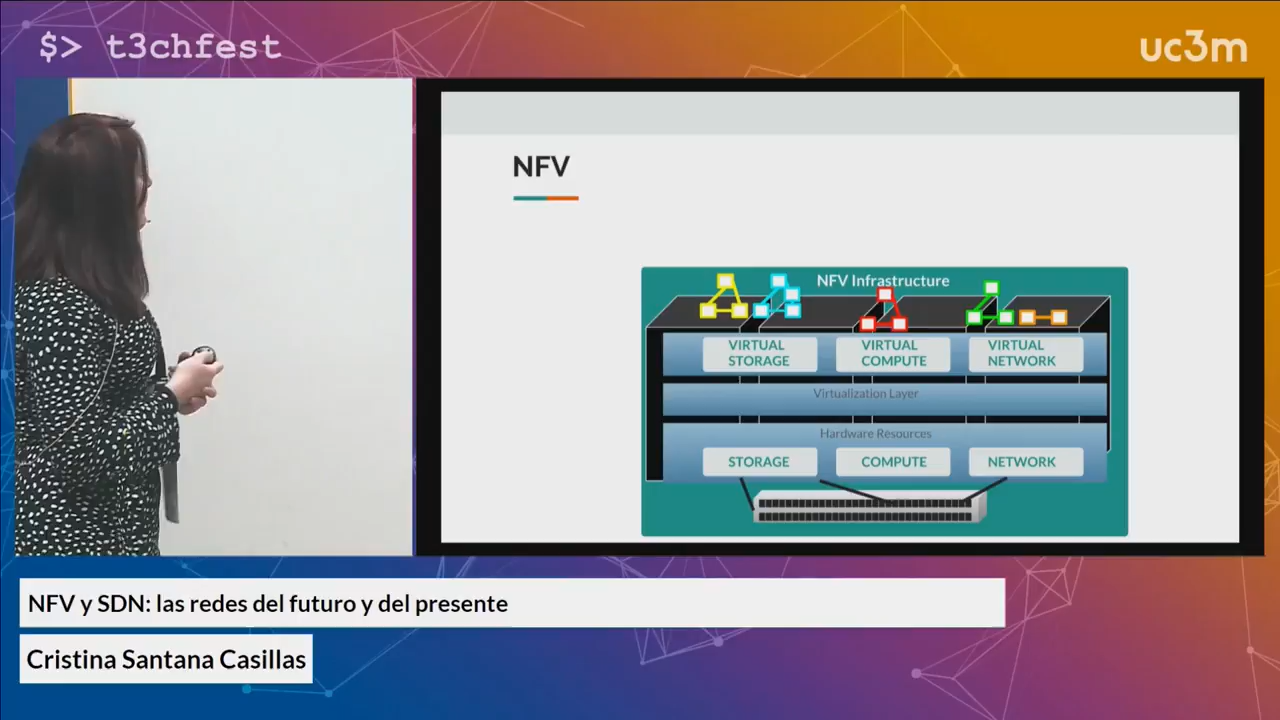 $> t3chfest
uc3m
NFV
NFV Infrastructure
VIRTUAL
STORAGE
VIRTUAL
COMPUTE
VIRTUAL
NETWORK
Virtualization Layer
Hardware Resources
STORAGE
COMPUTE
NETWORK
NFV y SDN: las redes del futuro y del presente
Cristina Santana Casillas